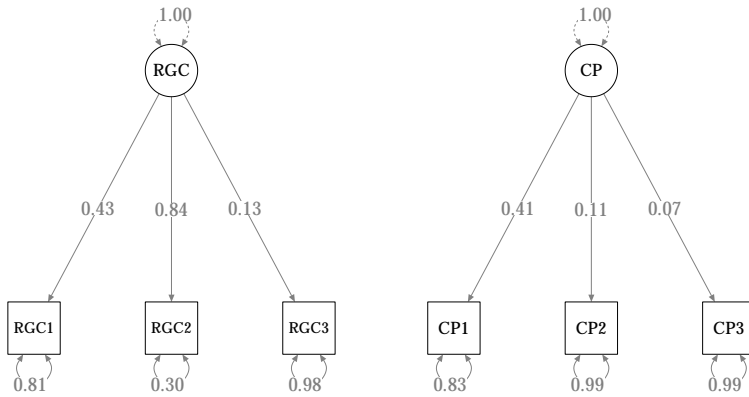 1.00 1.00
RGC CP
0.43 0.84 0.13 0.41 0.11 0.07
RGC1 RGC2 RGC3 CP1 CP2 CP3
0.81 0.30 0.98 0.83 0.99 0.99